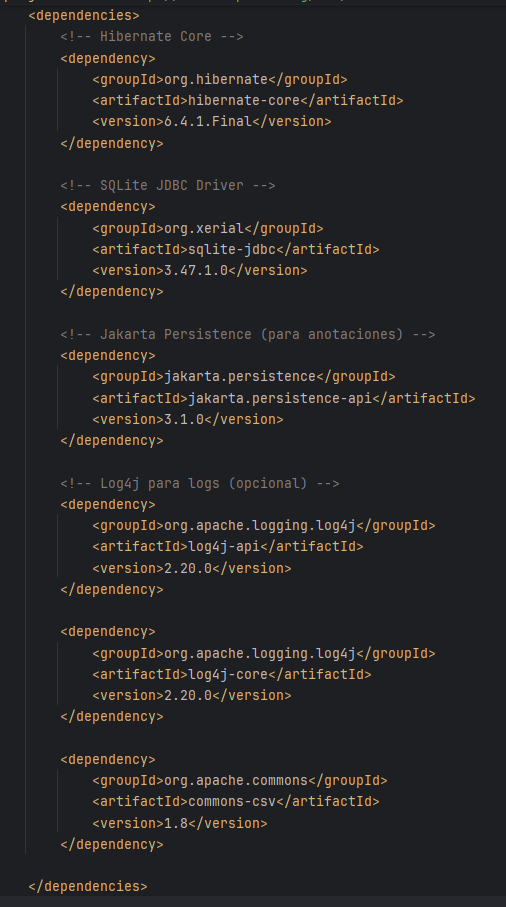 <dependencies>
<!-- Hibernate Core -->
<dependency>
<groupId>org.hibernate</groupId>
<artifactId>hibernate-core</artifactId>
<version>6.4.1.Final</version>
</dependency>
<!-- SQLite JDBC Driver -->
<dependency>
<groupId>org.xerial</groupId>
<artifactId>sqlite-jdbc</artifactId>
<version>3.47.1.0</version>
</dependency>
<!-- Jakarta Persistence (para anotaciones) -->
<dependency>
<groupId>jakarta.persistence</groupId>
<artifactId>jakarta.persistence-api</artifactId>
<version>3.1.0</version>
</dependency>
<!-- Log4j para logs (opcional) -->
<dependency>
<groupId>org.apache.logging.log4j</groupId>
<artifactId>log4j-api</artifactId>
<version>2.20.0</version>
</dependency>
<dependency>
<groupId>org.apache.logging.log4j</groupId>
<artifactId>log4j-core</artifactId>
<version>2.20.0</version>
</dependency>
<dependency>
<groupId>org.apache.commons</groupId>
<artifactId>commons-csv</artifactId>
<version>1.8</version>
</dependency>
</dependencies>